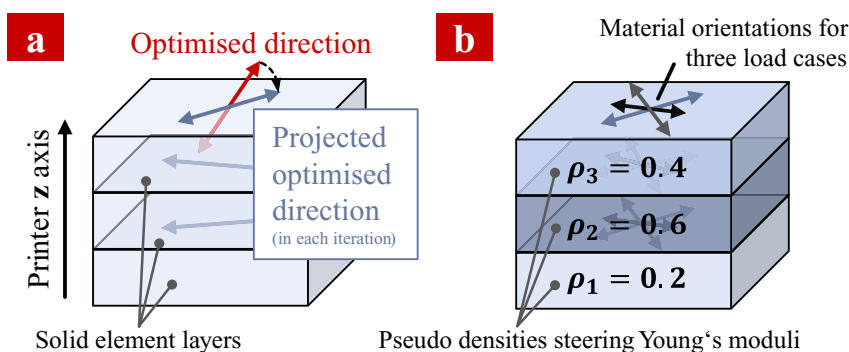 a
Optimised direction
Printer z axis
Projected
optimised
direction
(in each iteration)
Solid element layers
b
Material orientations for
three load cases
ρ₃ = 0.4
ρ₂ = 0.6
ρ₁ = 0.2
Pseudo densities steering Young‘s moduli